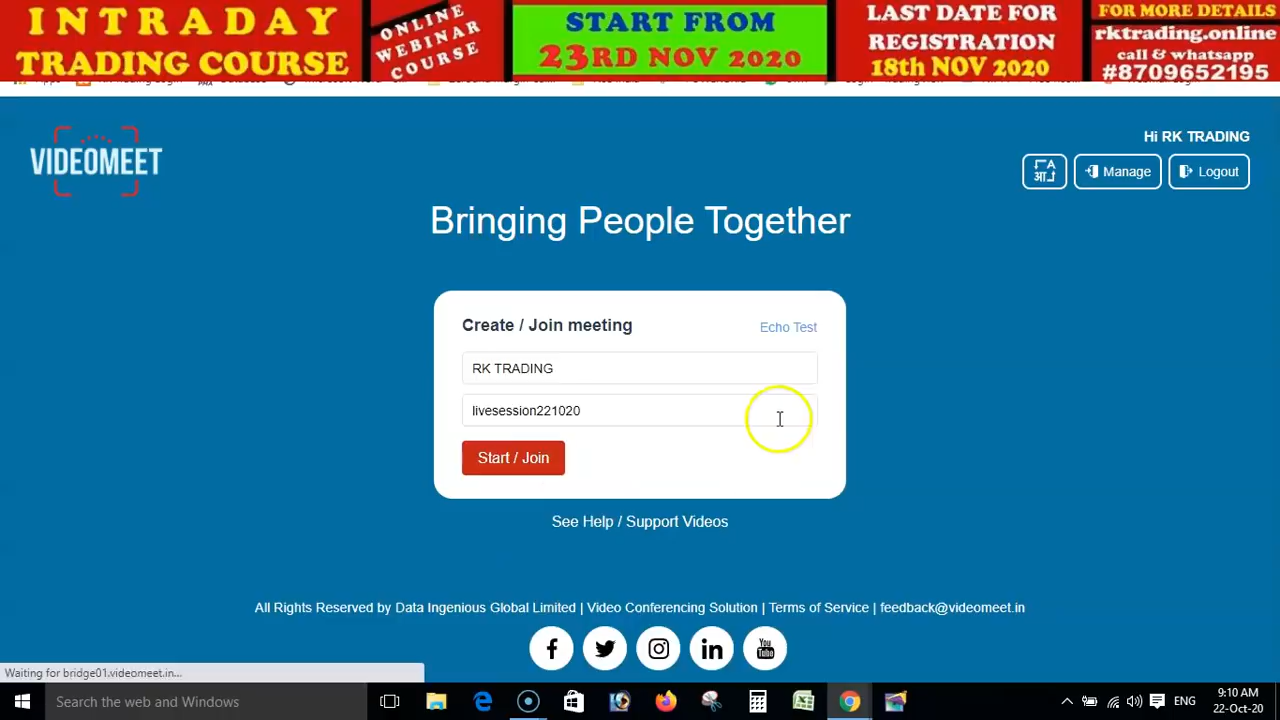 INTRADAY
TRADING COURSE
ONLINE
WEBINAR
COURSE
START FROM
23RD NOV 2020
LAST DATE FOR
REGISTRATION
18th NOV 2020
FOR MORE DETAILS
rktrading.online
call & whatsapp
#8709652195
VIDEOMEET
Hi RK TRADING
Manage
Logout
Bringing People Together
Create / Join meeting
Echo Test
RK TRADING
livesession221020
Start / Join
See Help / Support Videos
All Rights Reserved by Data Ingenious Global Limited | Video Conferencing Solution | Terms of Service | feedback@videomeet.in
You
Tube
Waiting for bridge01.videomeet.in...
Search the web and Windows
ENG
9:10 AM
22-Oct-20